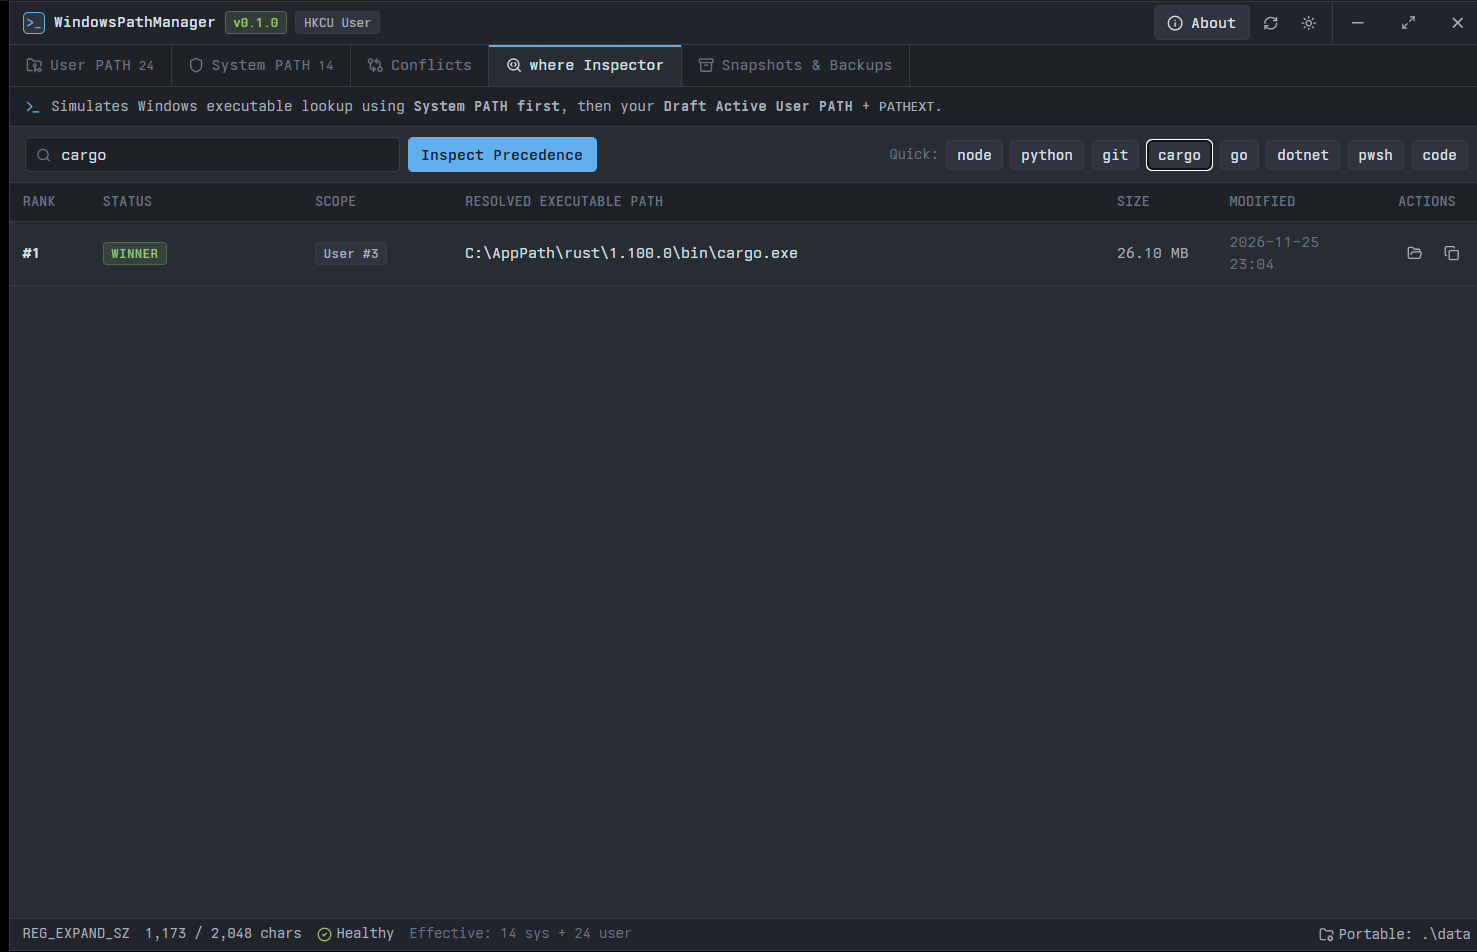 >_ WindowsPathManager v0.1.0 HKCU User About
User PATH 24 System PATH 14 Conflicts where Inspector Snapshots & Backups
>_ Simulates Windows executable lookup using System PATH first, then your Draft Active User PATH + PATHEXT.
cargo Inspect Precedence Quick: node python git cargo go dotnet pwsh code
RANK STATUS SCOPE RESOLVED EXECUTABLE PATH SIZE MODIFIED ACTIONS
#1 WINNER User #3 C:\AppPath\rust\1.100.0\bin\cargo.exe 26.10 MB 2026-11-25
23:04
REG_EXPAND_SZ 1,173 / 2,048 chars Healthy Effective: 14 sys + 24 user Portable: .\data